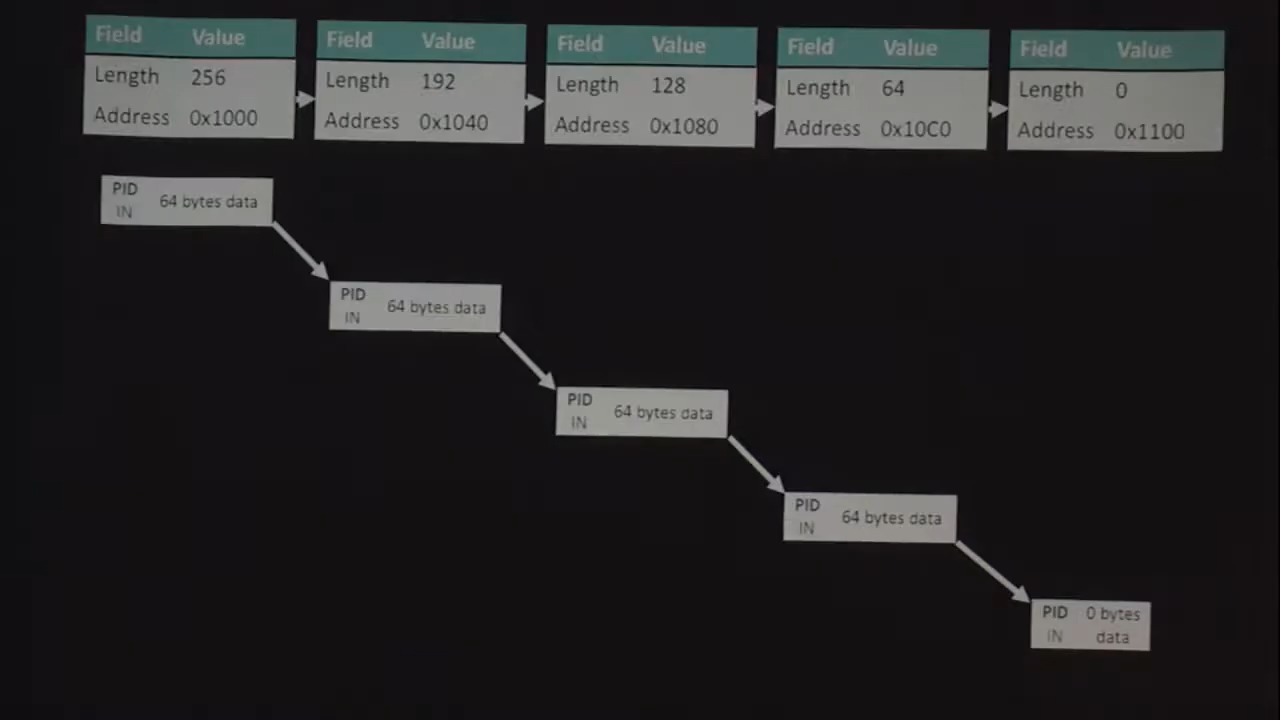 Field Value
Length 256
Address 0x1000
Field Value
Length 192
Address 0x1040
Field Value
Length 128
Address 0x1080
Field Value
Length 64
Address 0x10C0
Field Value
Length 0
Address 0x1100
PID
IN
64 bytes data
PID
IN
64 bytes data
PID
IN
64 bytes data
PID
IN
64 bytes data
PID
IN
0 bytes
data